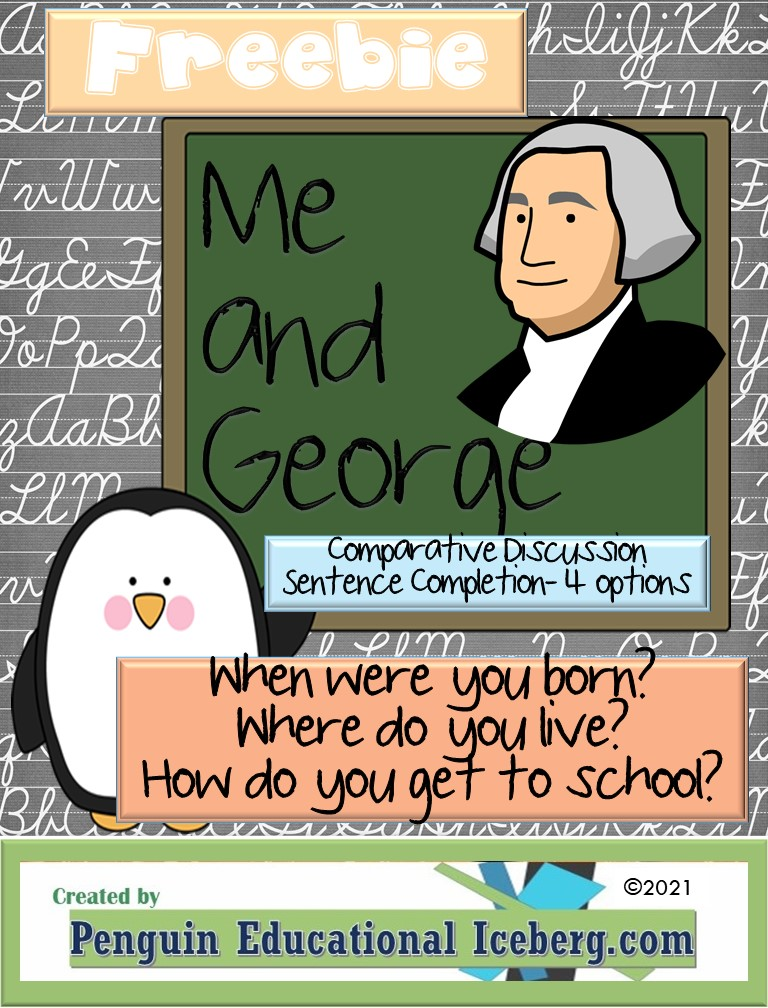 Freebie
Me
and
George
Comparative Discussion
Sentence Completion- 4 options
When were you born?
Where do you live?
How do you get to school?
©2021
Created by
Penguin Educational Iceberg.com